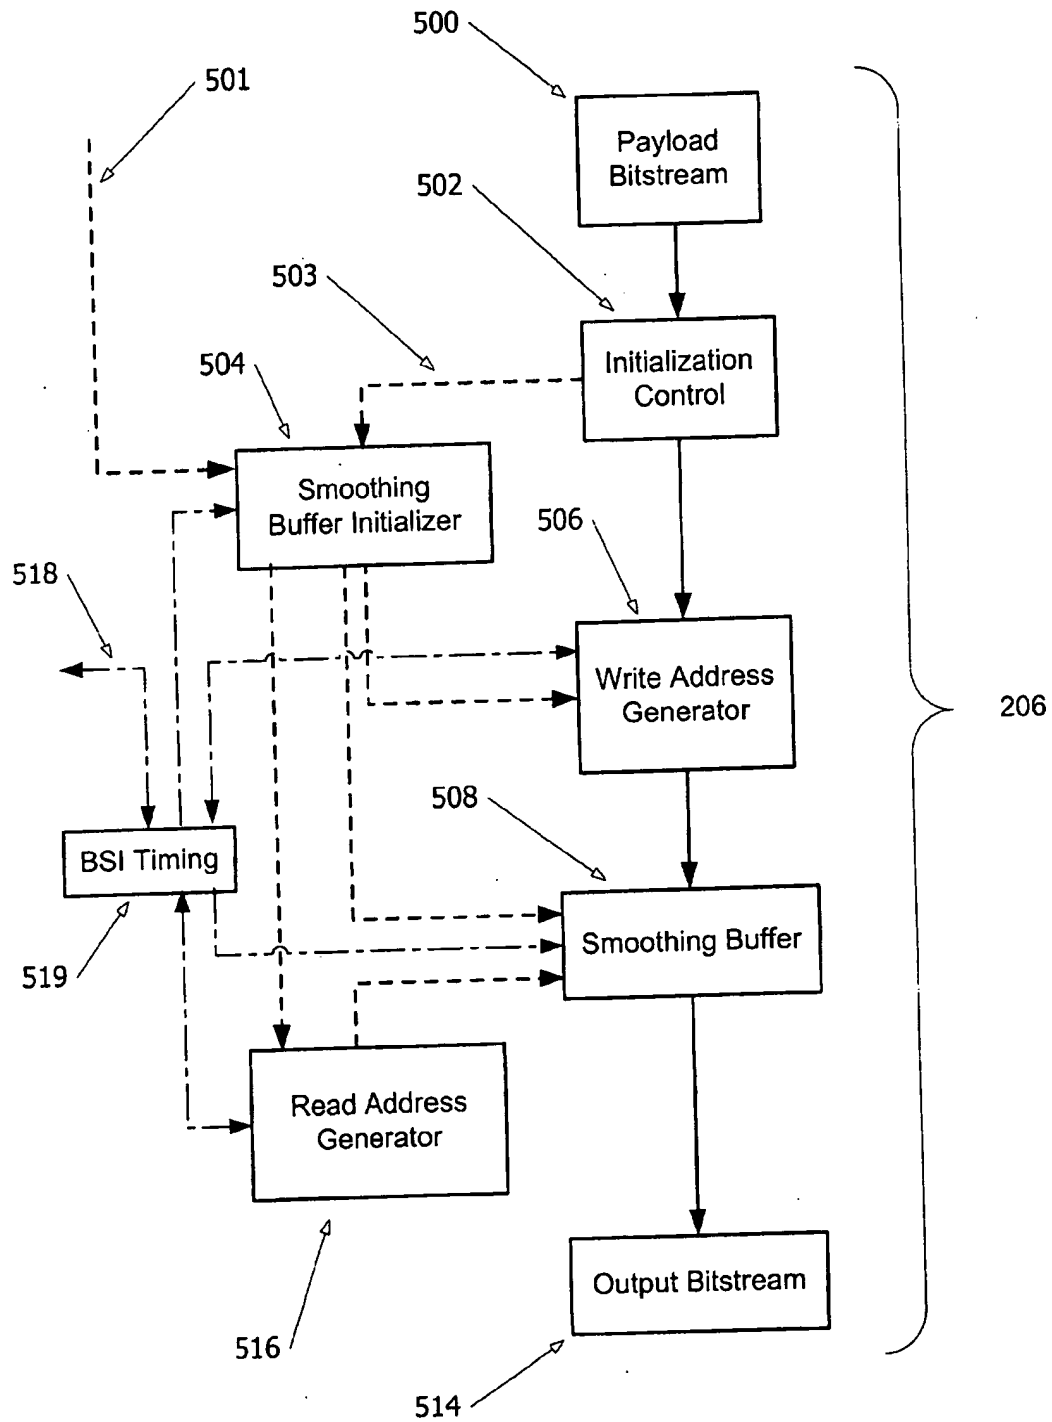 500
501
Payload
Bitstream
502
503
Initialization
Control
504
Smoothing
Buffer Initializer
506
518
Write Address
Generator
206
508
BSI Timing
Smoothing Buffer
519
Read Address
Generator
Output Bitstream
516
514